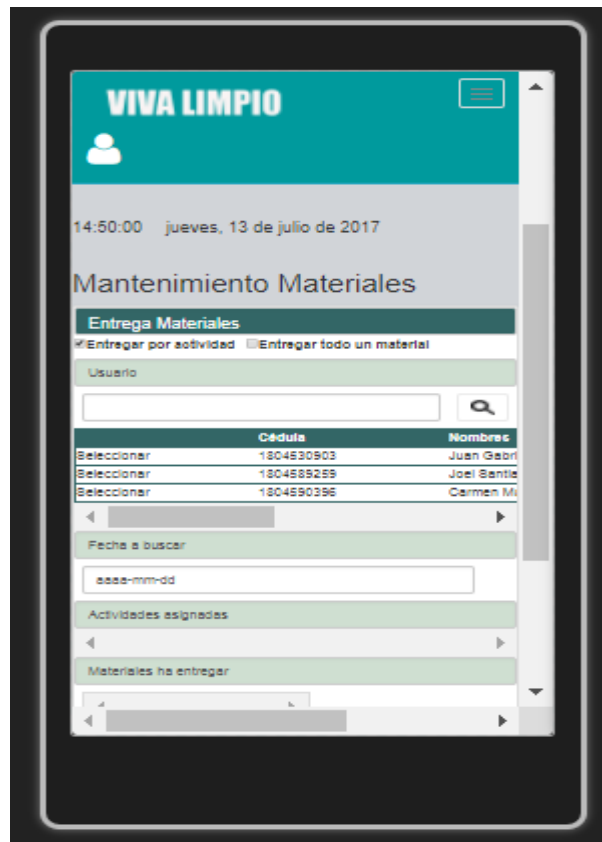 VIVA LIMPIO
14:50:00 jueves, 13 de julio de 2017
Mantenimiento Materiales
Entrega Materiales
Entregar por actividad Entregar todo un material
Usuario
Cédula Nombres
Seleccionar 1804530903 Juan Gabri
Seleccionar 1804589259 Joel Santia
Seleccionar 1804590396 Carmen Ma
Fecha a buscar
aaaa-mm-dd
Actividades asignadas
Materiales ha entregar